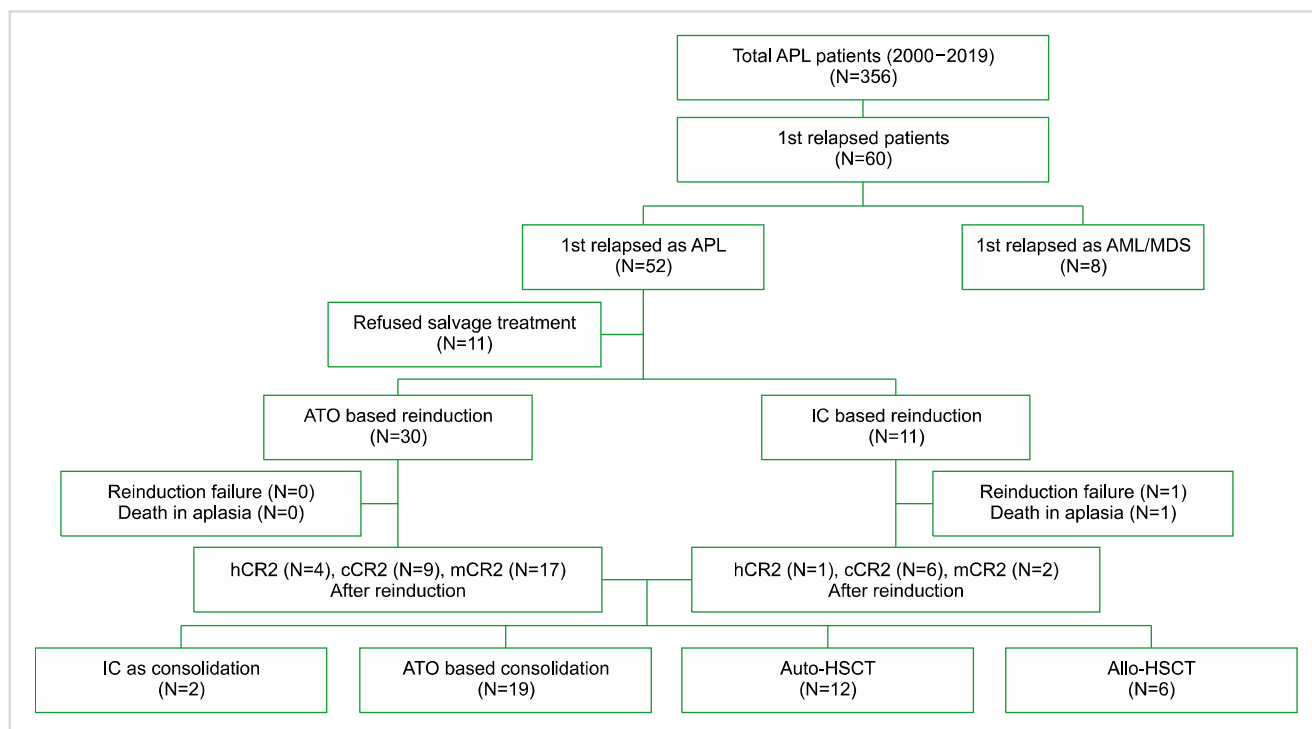 Total APL patients (2000−2019)
(N=356)
1st relapsed patients
(N=60)
1st relapsed as APL
(N=52)
1st relapsed as AML/MDS
(N=8)
Refused salvage treatment
(N=11)
ATO based reinduction
(N=30)
IC based reinduction
(N=11)
Reinduction failure (N=0)
Death in aplasia (N=0)
Reinduction failure (N=1)
Death in aplasia (N=1)
hCR2 (N=4), cCR2 (N=9), mCR2 (N=17)
After reinduction
hCR2 (N=1), cCR2 (N=6), mCR2 (N=2)
After reinduction
IC as consolidation
(N=2)
ATO based consolidation
(N=19)
Auto-HSCT
(N=12)
Allo-HSCT
(N=6)